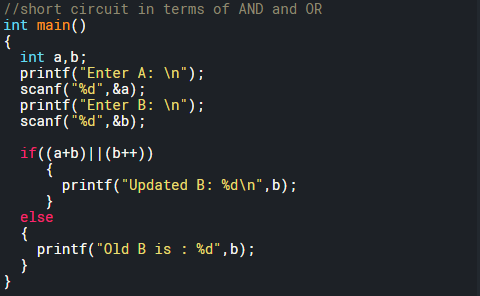 //short circuit in terms of AND and OR
int main()
{
  int a,b;
  printf("Enter A: \n");
  scanf("%d",&a);
  printf("Enter B: \n");
  scanf("%d",&b);

  if((a+b)||(b++))
     {
       printf("Updated B: %d\n",b);
     }
  else
  {
    printf("Old B is : %d",b);
  }
}